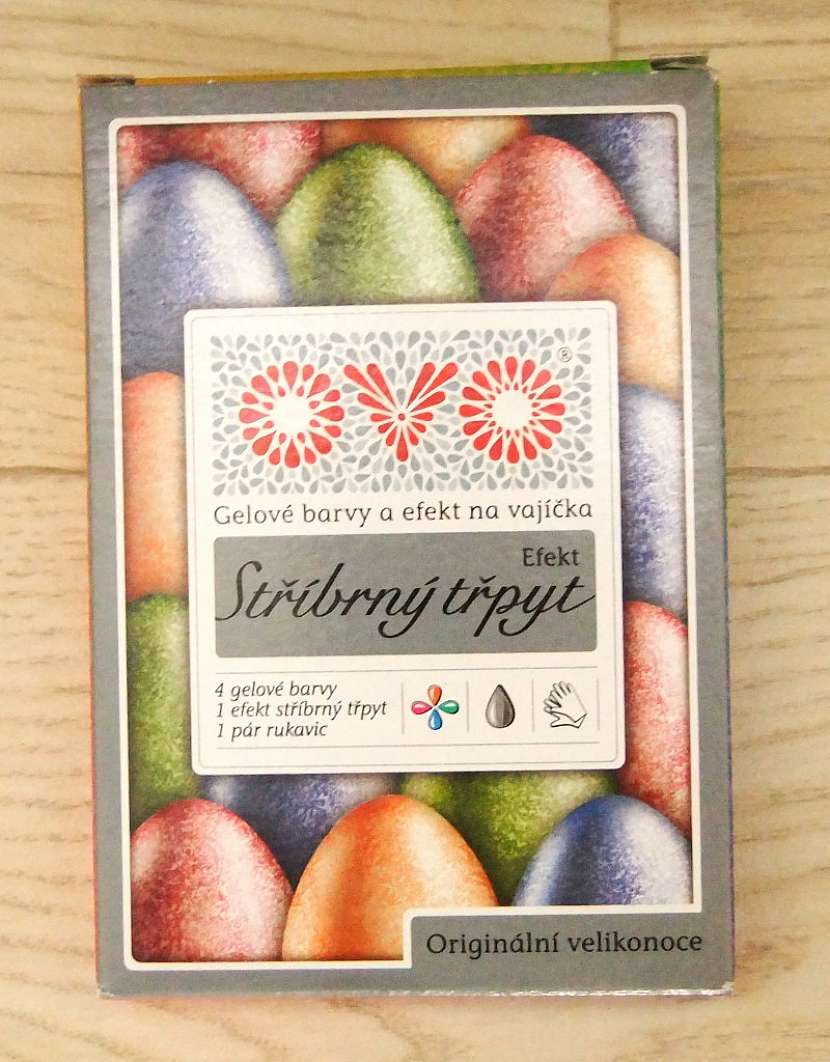 OVO®
Gelové barvy a efekt na vajíčka
Efekt
Stříbrný třpyt
4 gelové barvy
1 efekt stříbrný třpyt
1 pár rukavic
Originální velikonoce